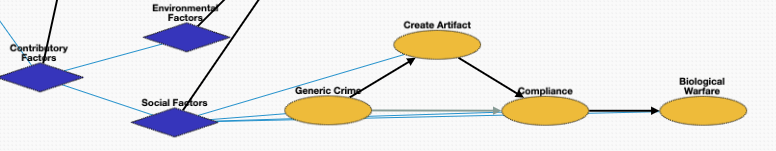 Environmental
Factors
Create Artifact
Contributory
Factors
Biological
Warfare
Generic Crime
Compliance
Social Factors